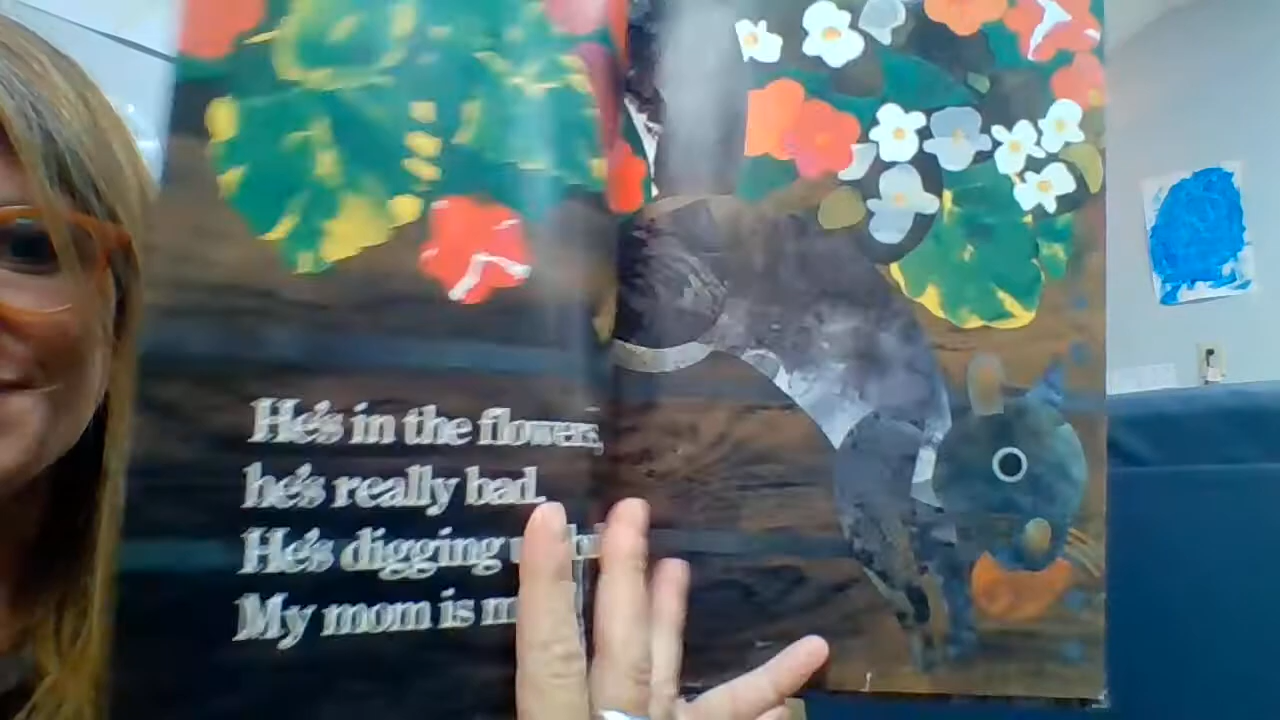 He's in the flowers,
he's really bad.
He's digging
My mom is